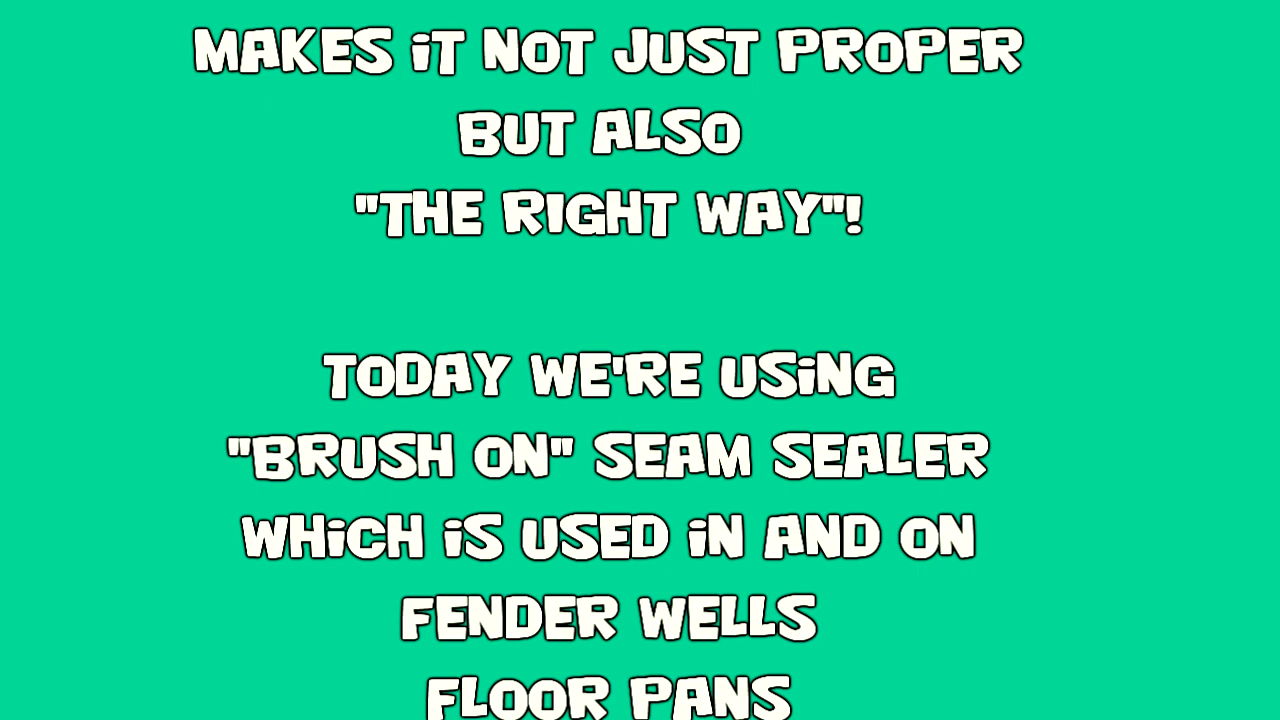 MAKES iT NOT JUST PROPER
BUT ALSO
"THE RIGHT WAY"!
TODAY WE'RE USiNG
"BRUSH ON" SEAM SEALER
WHiCH iS USED iN AND ON
FENDER WELLS
FLOOR PANS